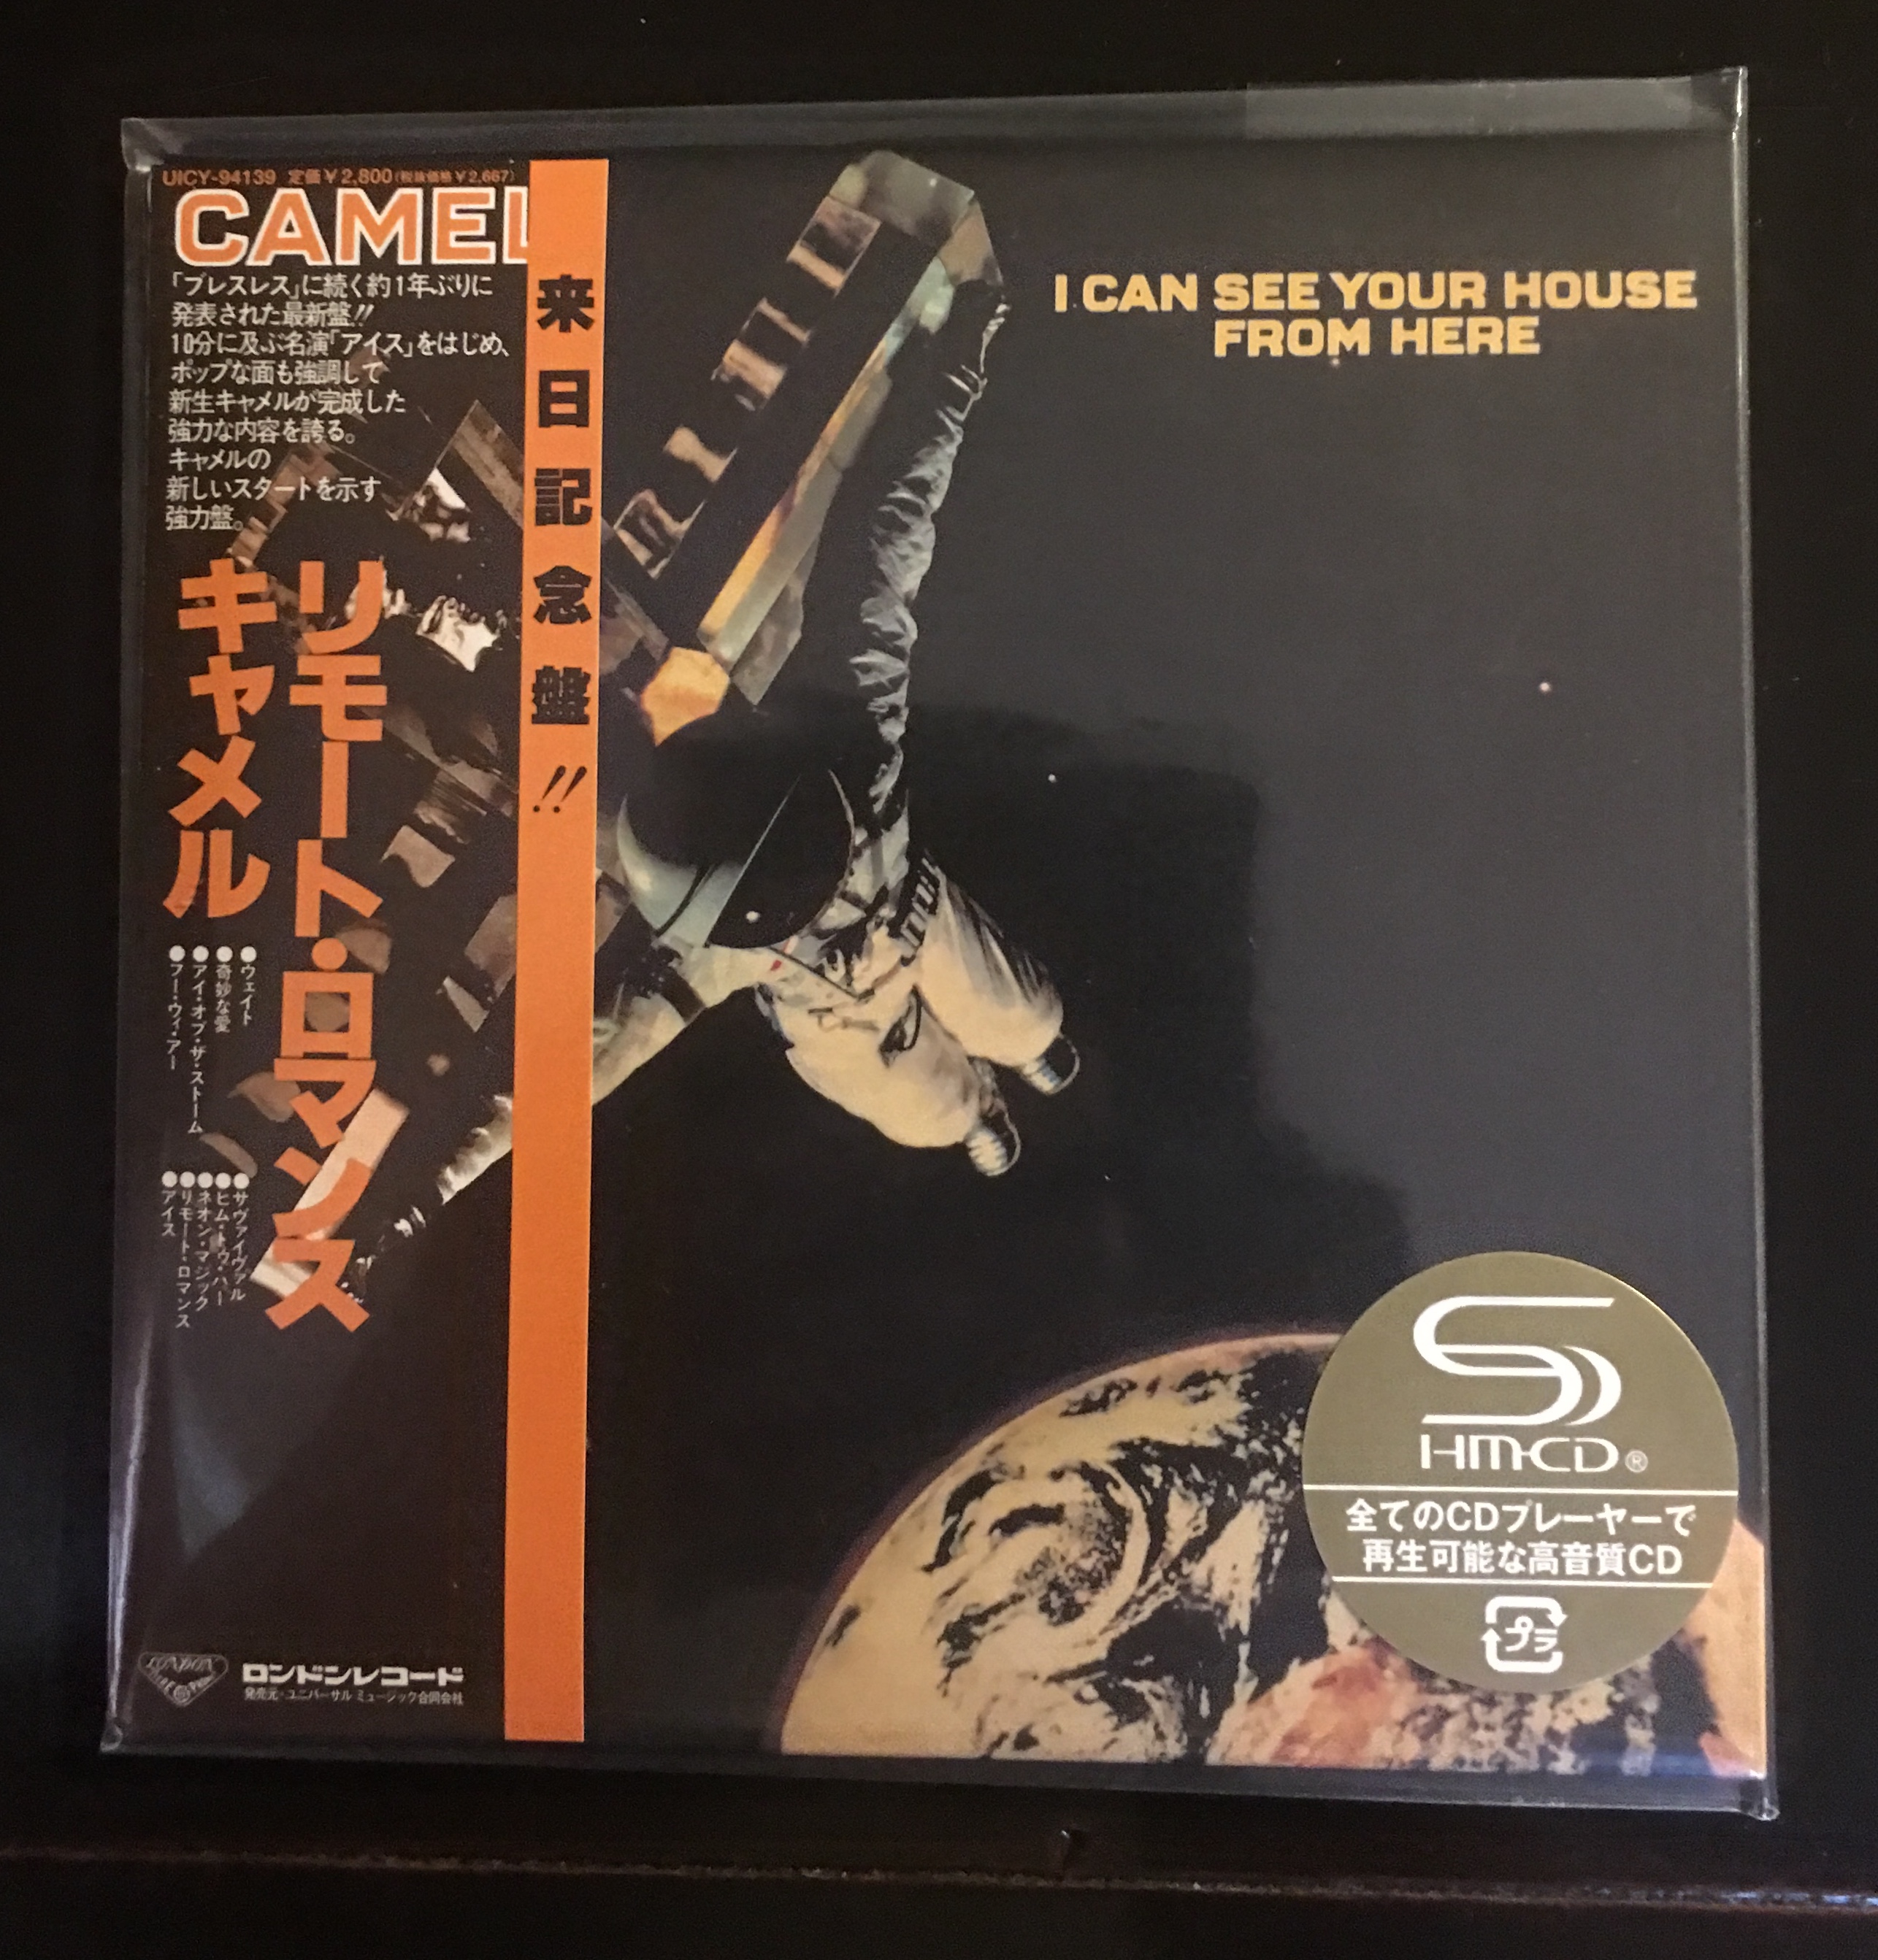 UICY-94139 定価￥2,800(税抜価格￥2,667)
CAMEL
「ブレスレス」に続く約1年ぶりに
発表された最新盤!!
10分に及ぶ名演「アイス」をはじめ、
ポップな面も強調して
新生キャメルが完成した
強力な内容を誇る。
キャメルの
新しいスタートを示す
強力盤。
リモート・ロマンス
キャメル
●ウェイト
●奇妙な愛
●アイ・オブ・ザ・ストーム
●フー・ウィ・アー
●サヴァイヴァル
●ヒム・トゥ・ハー
●ネオン・マジック
●リモート・ロマンス
●アイス
LONDON
ロンドンレコード
発売元・ユニバーサル ミュージック合同会社
来日記念盤!!
I CAN SEE YOUR HOUSE
FROM HERE
HM-CD®
全てのCDプレーヤーで
再生可能な高音質CD
プラ